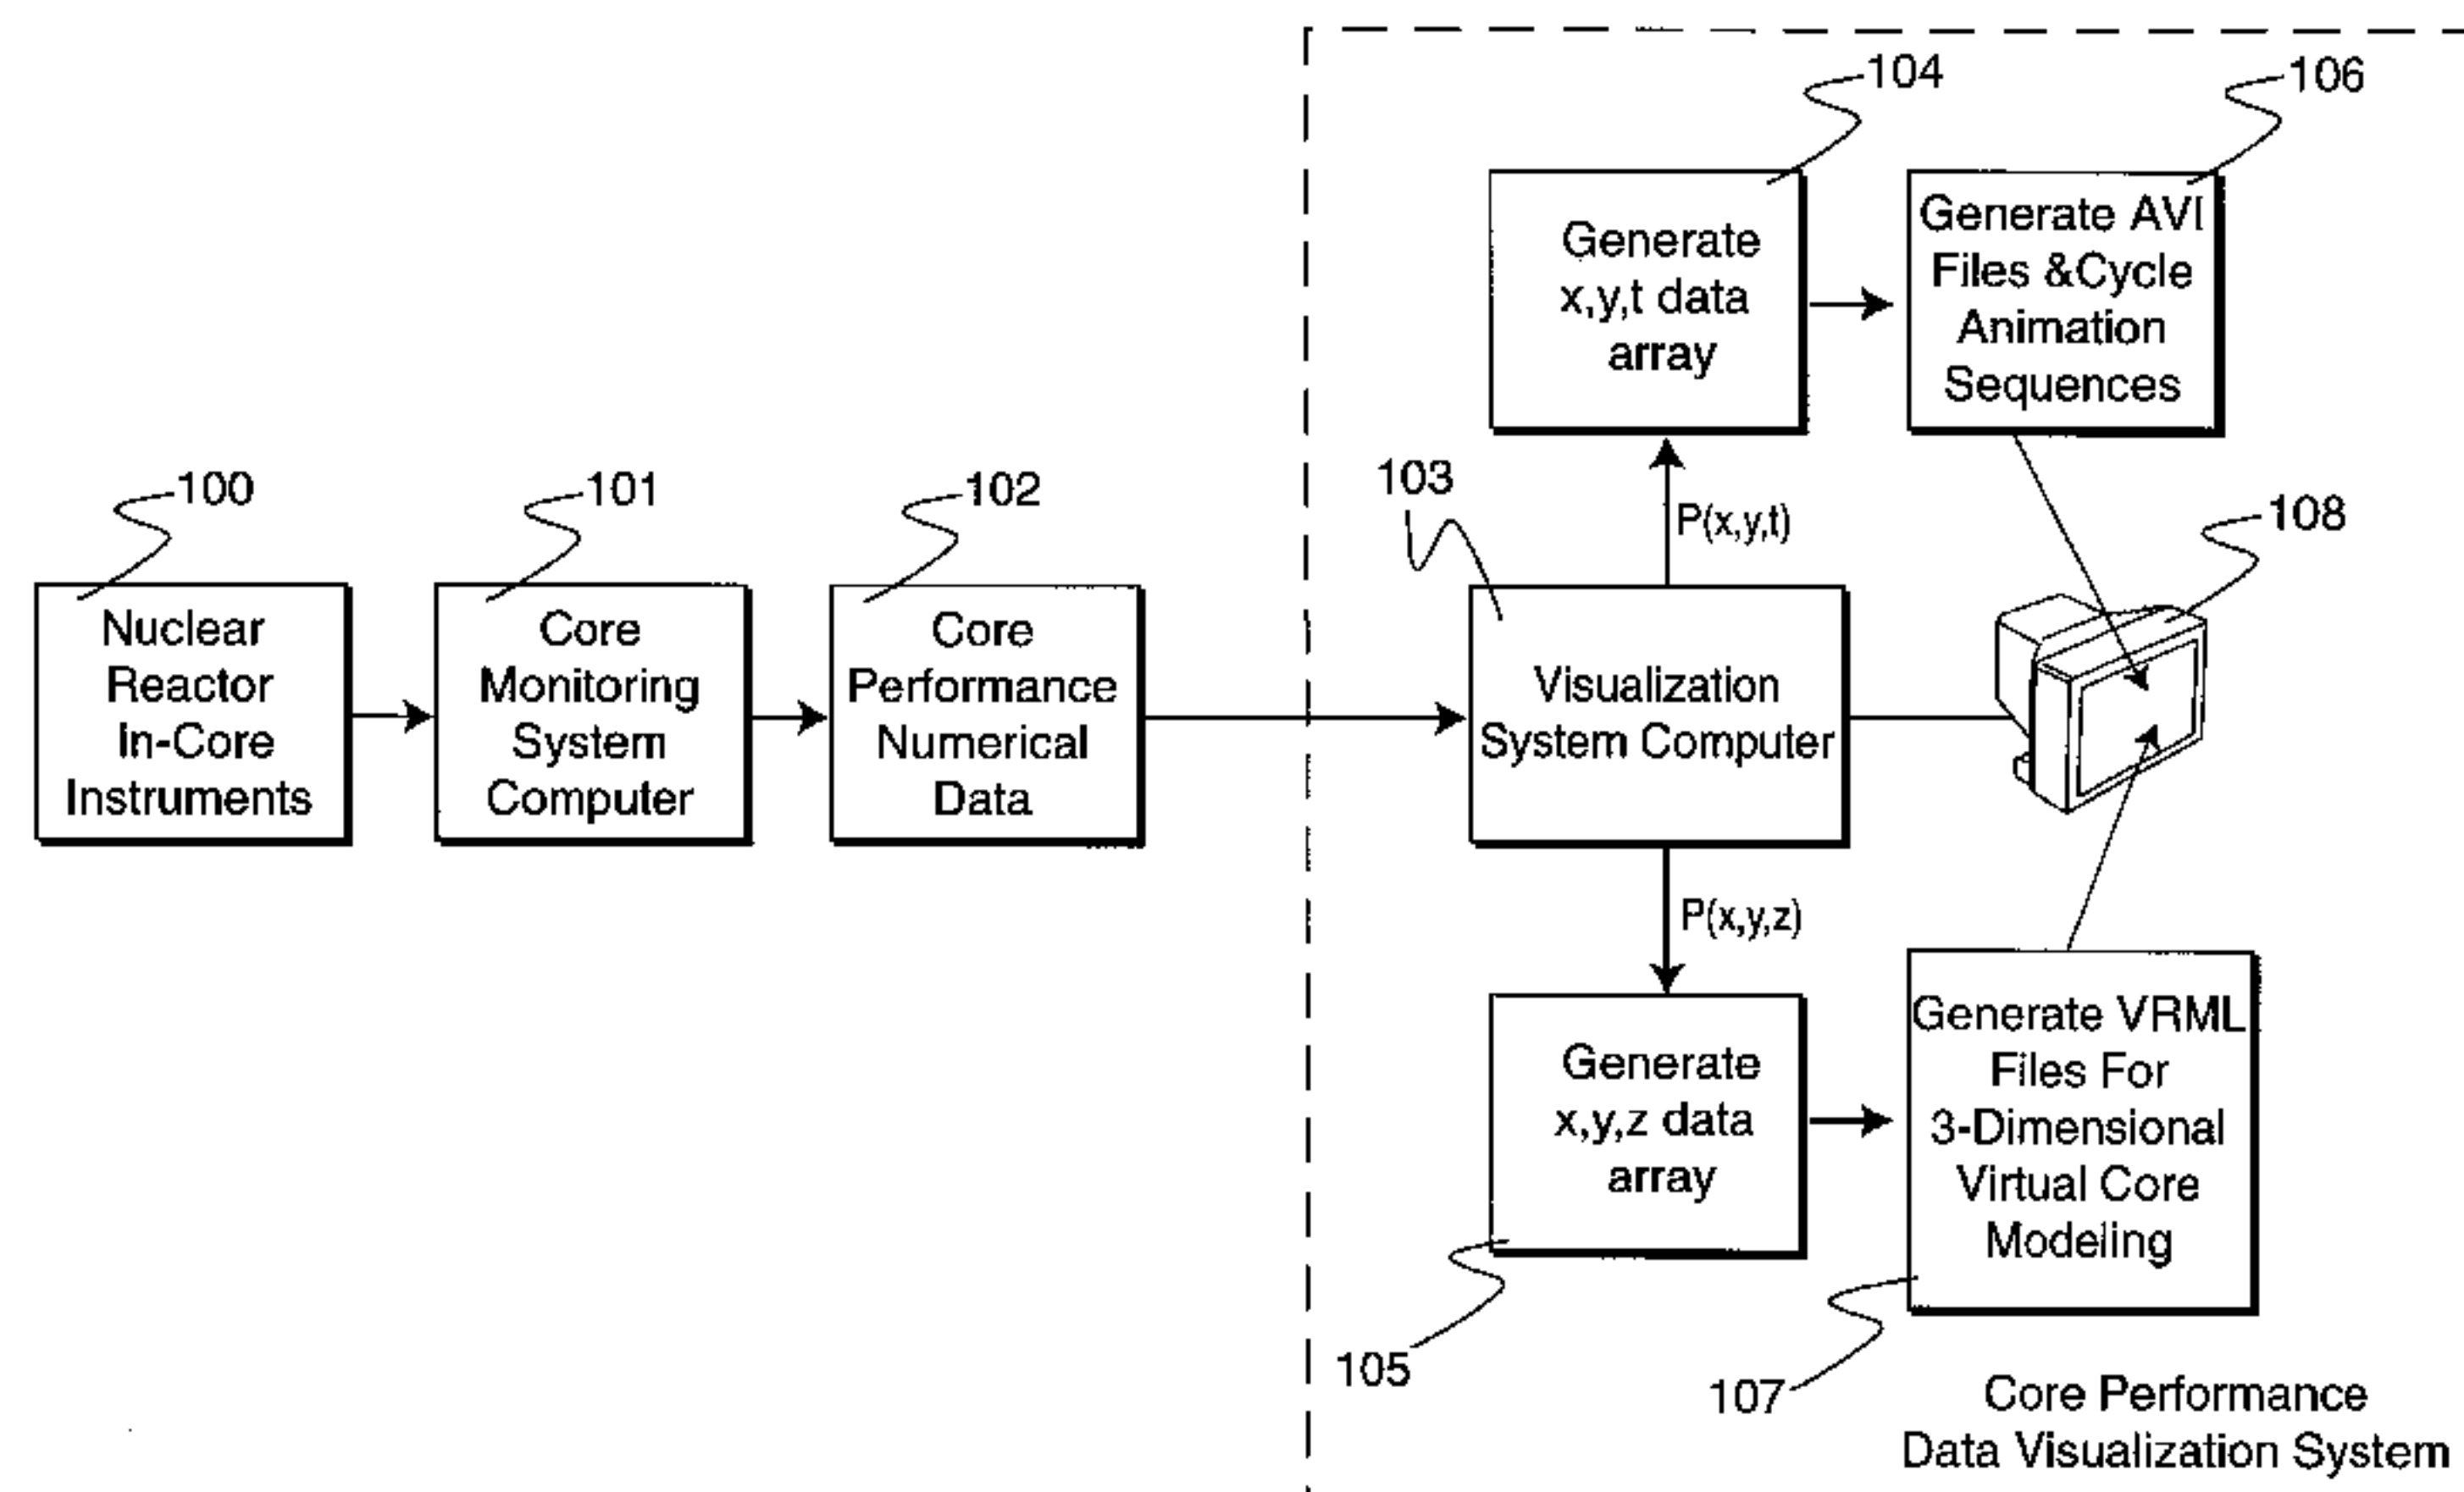 104
106
Generate
x,y,t data
array
Generate AVI
Files &Cycle
Animation
Sequences
100
101
102
103
P(x,y,t)
108
Nuclear
Reactor
In-Core
Instruments
Core
Monitoring
System
Computer
Core
Performance
Numerical
Data
Visualization
System Computer
P(x,y,z)
Generate
x,y,z data
array
Generate VRML
Files For
3-Dimensional
Virtual Core
Modeling
105
107
Core Performance
Data Visualization System